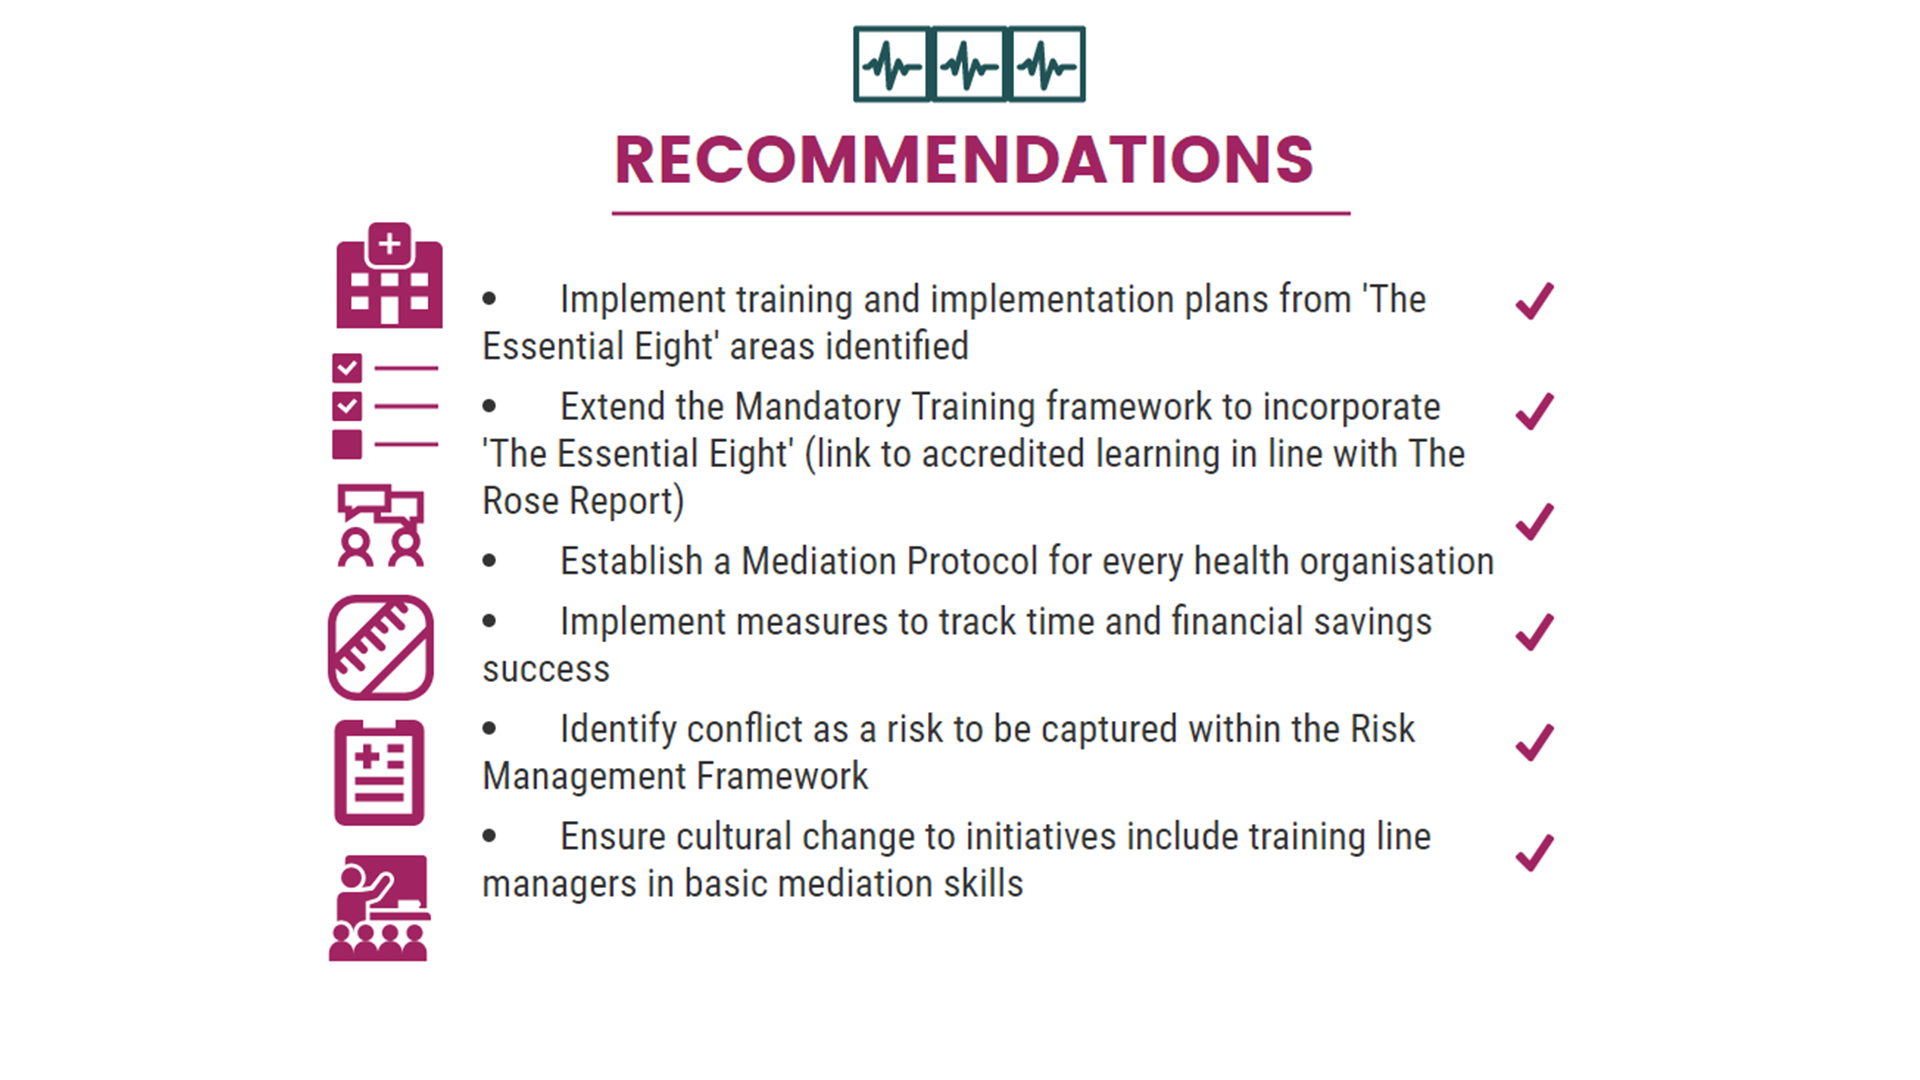 RECOMMENDATIONS
• Implement training and implementation plans from 'The
Essential Eight' areas identified
• Extend the Mandatory Training framework to incorporate
'The Essential Eight' (link to accredited learning in line with The
Rose Report)
• Establish a Mediation Protocol for every health organisation
• Implement measures to track time and financial savings
success
• Identify conflict as a risk to be captured within the Risk
Management Framework
• Ensure cultural change to initiatives include training line
managers in basic mediation skills